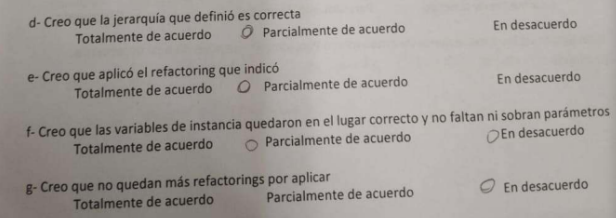 d- Creo que la jerarquía que definió es correcta
Totalmente de acuerdo Parcialmente de acuerdo En desacuerdo
e- Creo que aplicó el refactoring que indicó
Totalmente de acuerdo Parcialmente de acuerdo En desacuerdo
f- Creo que las variables de instancia quedaron en el lugar correcto y no faltan ni sobran parámetros
Totalmente de acuerdo Parcialmente de acuerdo En desacuerdo
g- Creo que no quedan más refactorings por aplicar
Totalmente de acuerdo Parcialmente de acuerdo En desacuerdo